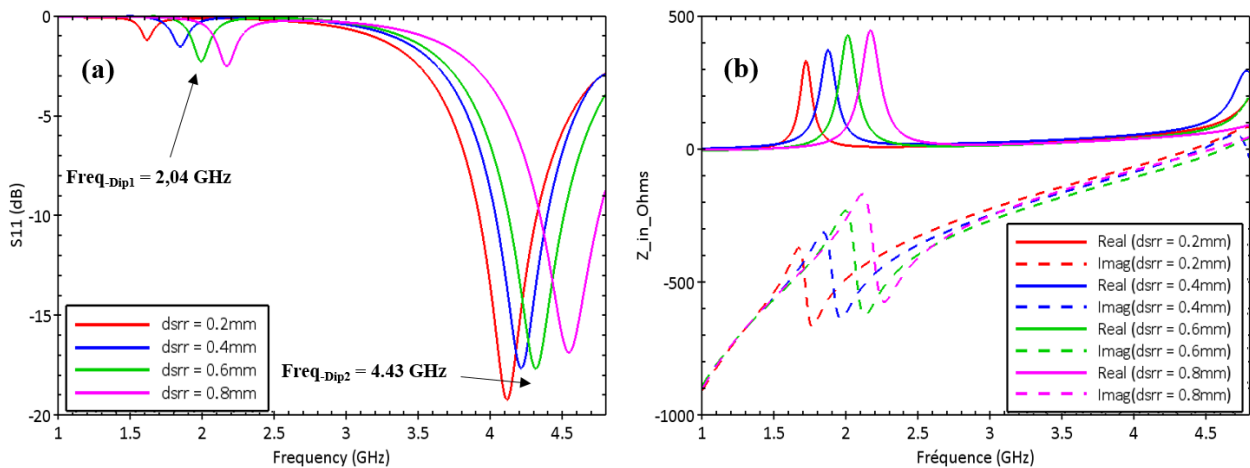 (a)
0
-5
-10
-15
-20
S11 (dB)
Freq-Dip1 = 2,04 GHz
Freq-Dip2 = 4.43 GHz
dsrr = 0.2mm
dsrr = 0.4mm
dsrr = 0.6mm
dsrr = 0.8mm
1 1.5 2 2.5 3 3.5 4 4.5
Frequency (GHz)
(b)
500
0
-500
-1000
Z_in_Ohms
Real (dsrr = 0.2mm)
Imag(dsrr = 0.2mm)
Real (dsrr = 0.4mm)
Imag(dsrr = 0.4mm)
Real (dsrr = 0.6mm)
Imag(dsrr = 0.6mm)
Real (dsrr = 0.8mm)
Imag(dsrr = 0.8mm)
1 1.5 2 2.5 3 3.5 4 4.5
Fréquence (GHz)